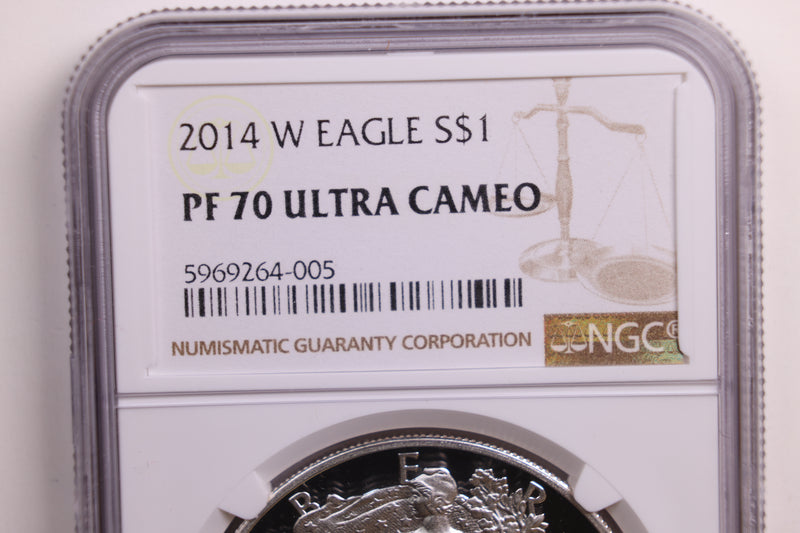 2014 W EAGLE S$1
PF 70 ULTRA CAMEO
5969264-005
NUMISMATIC GUARANTY CORPORATION
NGC®
B E R